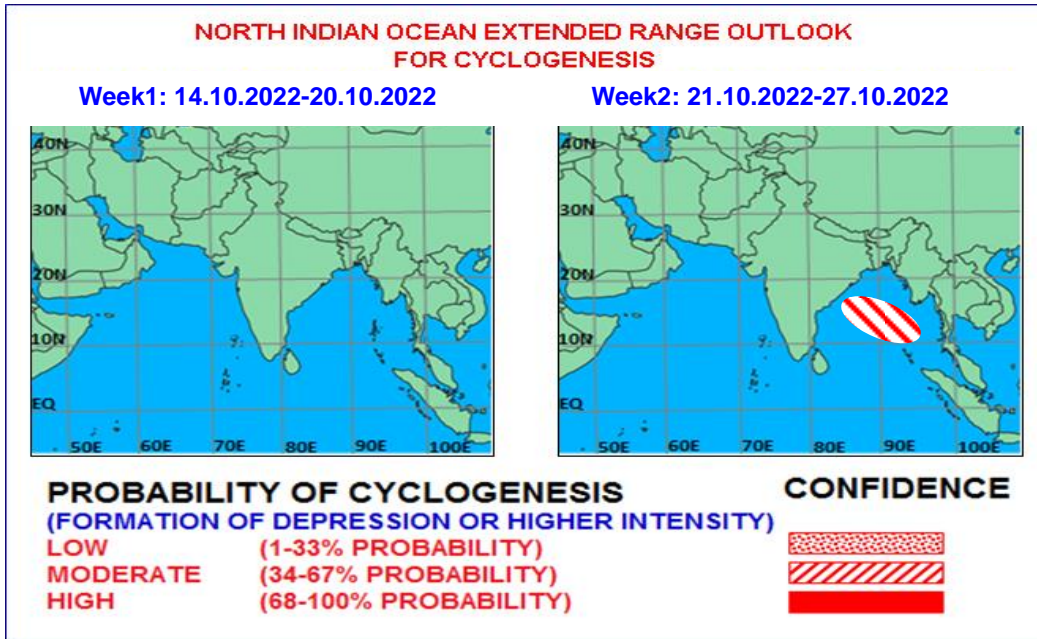 NORTH INDIAN OCEAN EXTENDED RANGE OUTLOOK
FOR CYCLOGENESIS
Week1: 14.10.2022-20.10.2022
Week2: 21.10.2022-27.10.2022
40N
30N
20N
10N
EQ
50E 60E 70E 80E 90E 100E
40N
30N
20N
10N
EQ
50E 60E 70E 80E 90E 100E
PROBABILITY OF CYCLOGENESIS
CONFIDENCE
(FORMATION OF DEPRESSION OR HIGHER INTENSITY)
LOW (1-33% PROBABILITY)
MODERATE (34-67% PROBABILITY)
HIGH (68-100% PROBABILITY)